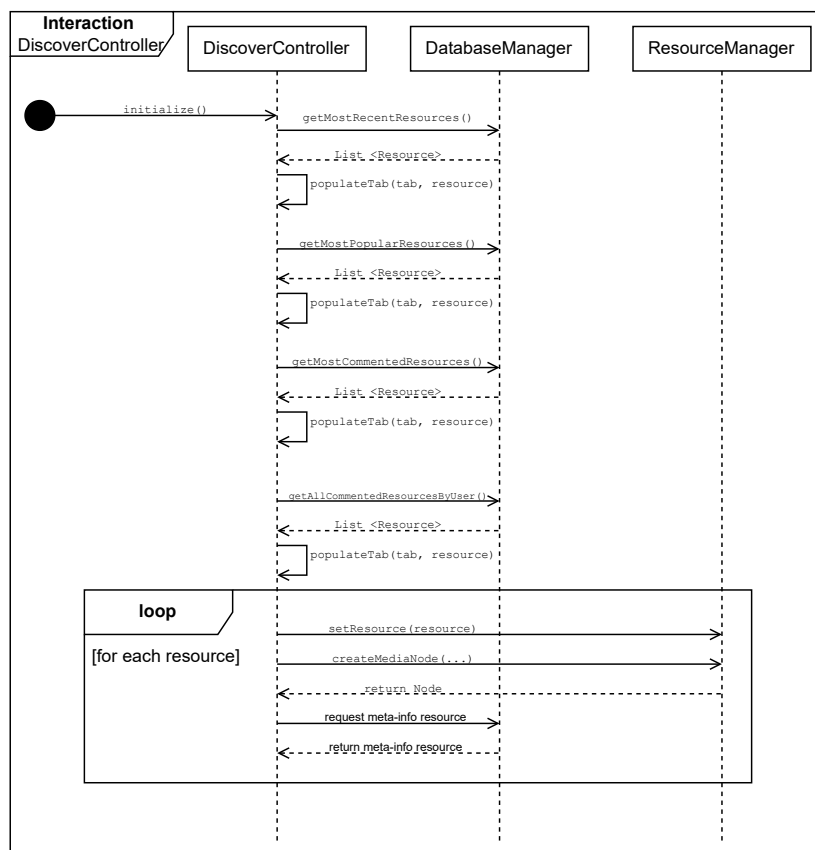 Interaction
DiscoverController
DiscoverController
DatabaseManager
ResourceManager
initialize()
getMostRecentResources()
List <Resource>
populateTab(tab, resource)
getMostPopularResources()
List <Resource>
populateTab(tab, resource)
getMostCommentedResources()
List <Resource>
populateTab(tab, resource)
getAllCommentedResourcesByUser()
List <Resource>
populateTab(tab, resource)
loop
setResource(resource)
[for each resource]
createMediaNode(...)
return Node
request meta-info resource
return meta-info resource